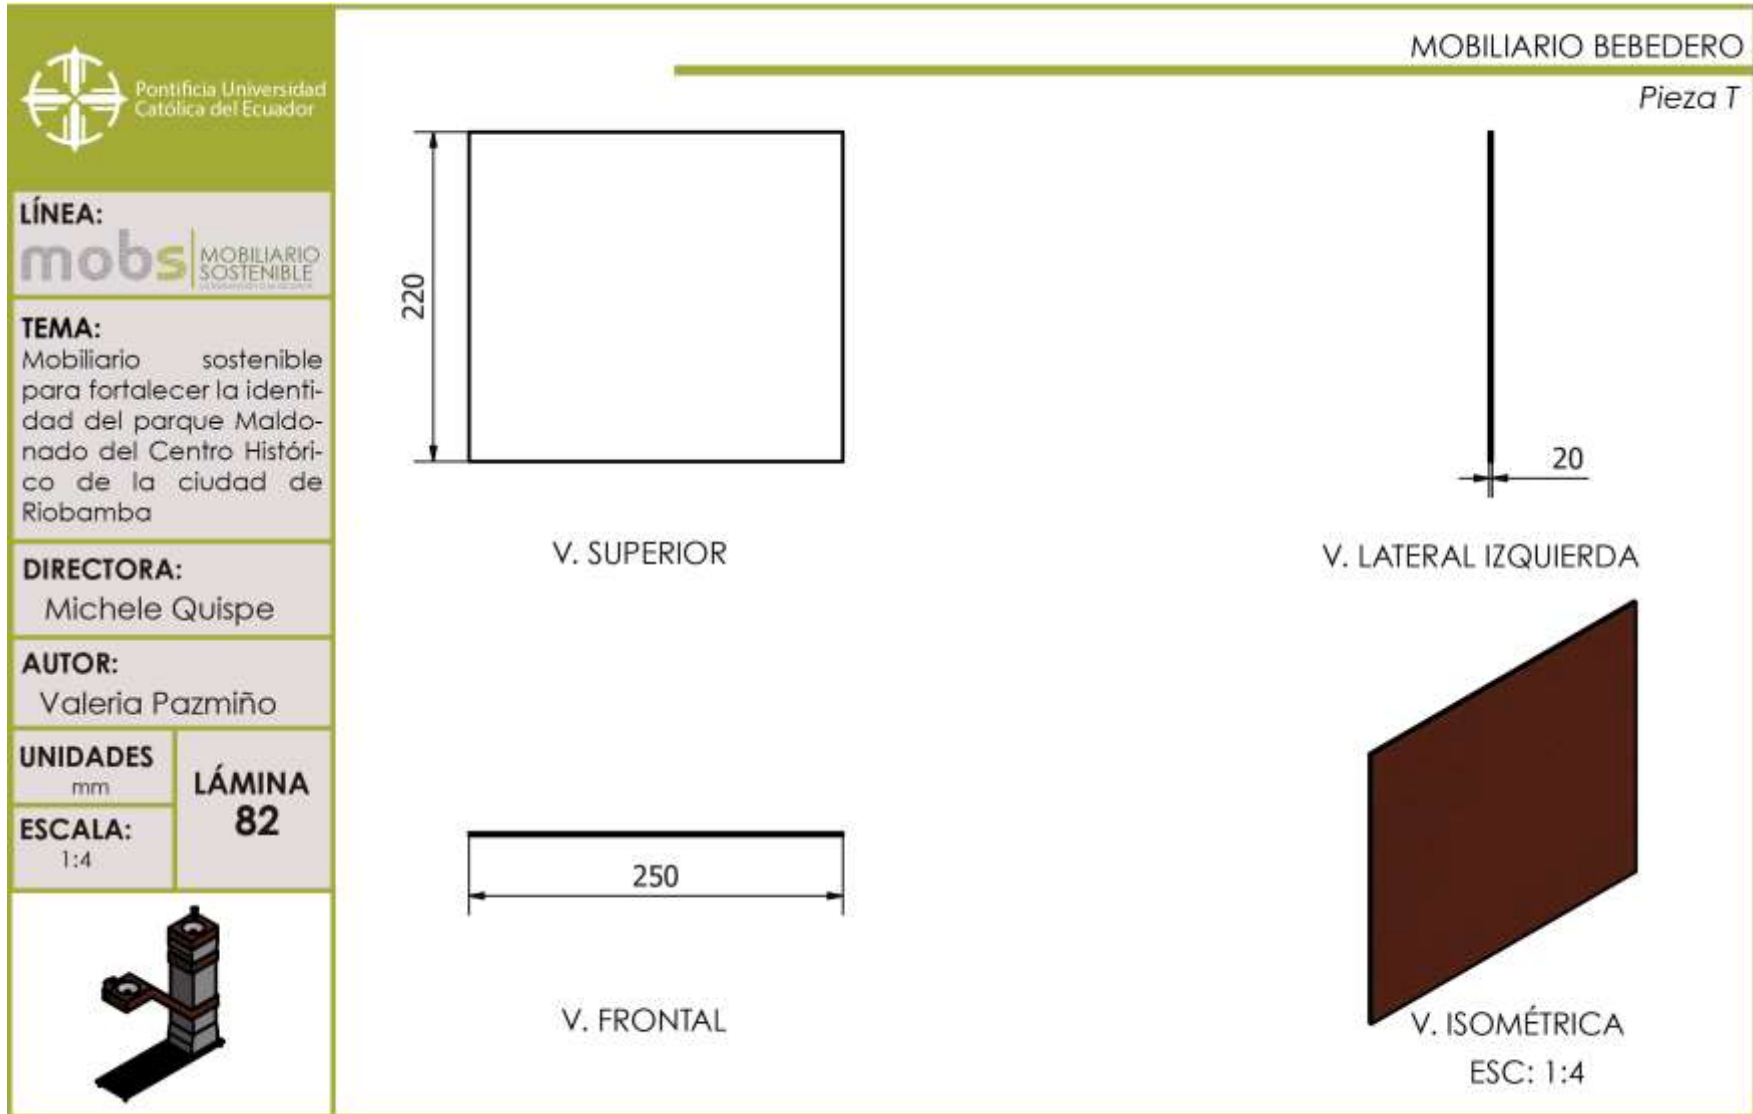 Pontificia Universidad
Católica del Ecuador
LÍNEA:
mobs MOBILIARIO
SOSTENIBLE
TEMA:
Mobiliario sostenible
para fortalecer la identi-
dad del parque Maldo-
nado del Centro Históri-
co de la ciudad de
Riobamba
DIRECTORA:
Michele Quispe
AUTOR:
Valeria Pazmiño
UNIDADES
mm
ESCALA:
1:4
LÁMINA
82
MOBILIARIO BEBEDERO
Pieza T
220
V. SUPERIOR
20
V. LATERAL IZQUIERDA
250
V. FRONTAL
V. ISOMÉTRICA
ESC: 1:4